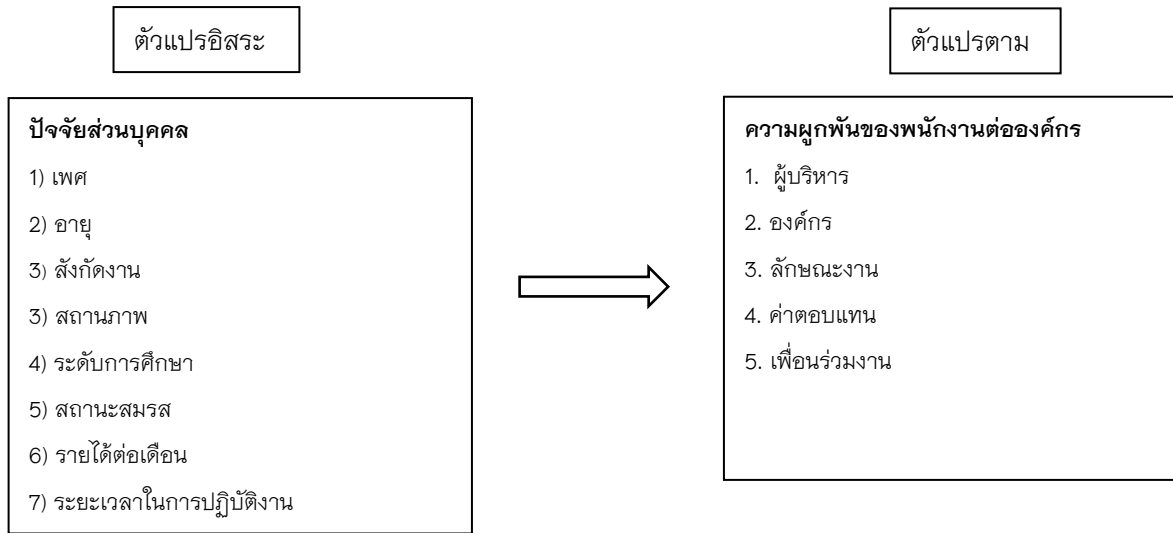 ตัวแปรอิสระ
ตัวแปรตาม
ปัจจัยส่วนบุคคล
1) เพศ
2) อายุ
3) สังกัดงาน
3) สถานภาพ
4) ระดับการศึกษา
5) สถานะสมรส
6) รายได้ต่อเดือน
7) ระยะเวลาในการปฏิบัติงาน
ความผูกพันของพนักงานต่อองค์กร
1. ผู้บริหาร
2. องค์กร
3. ลักษณะงาน
4. ค่าตอบแทน
5. เพื่อนร่วมงาน